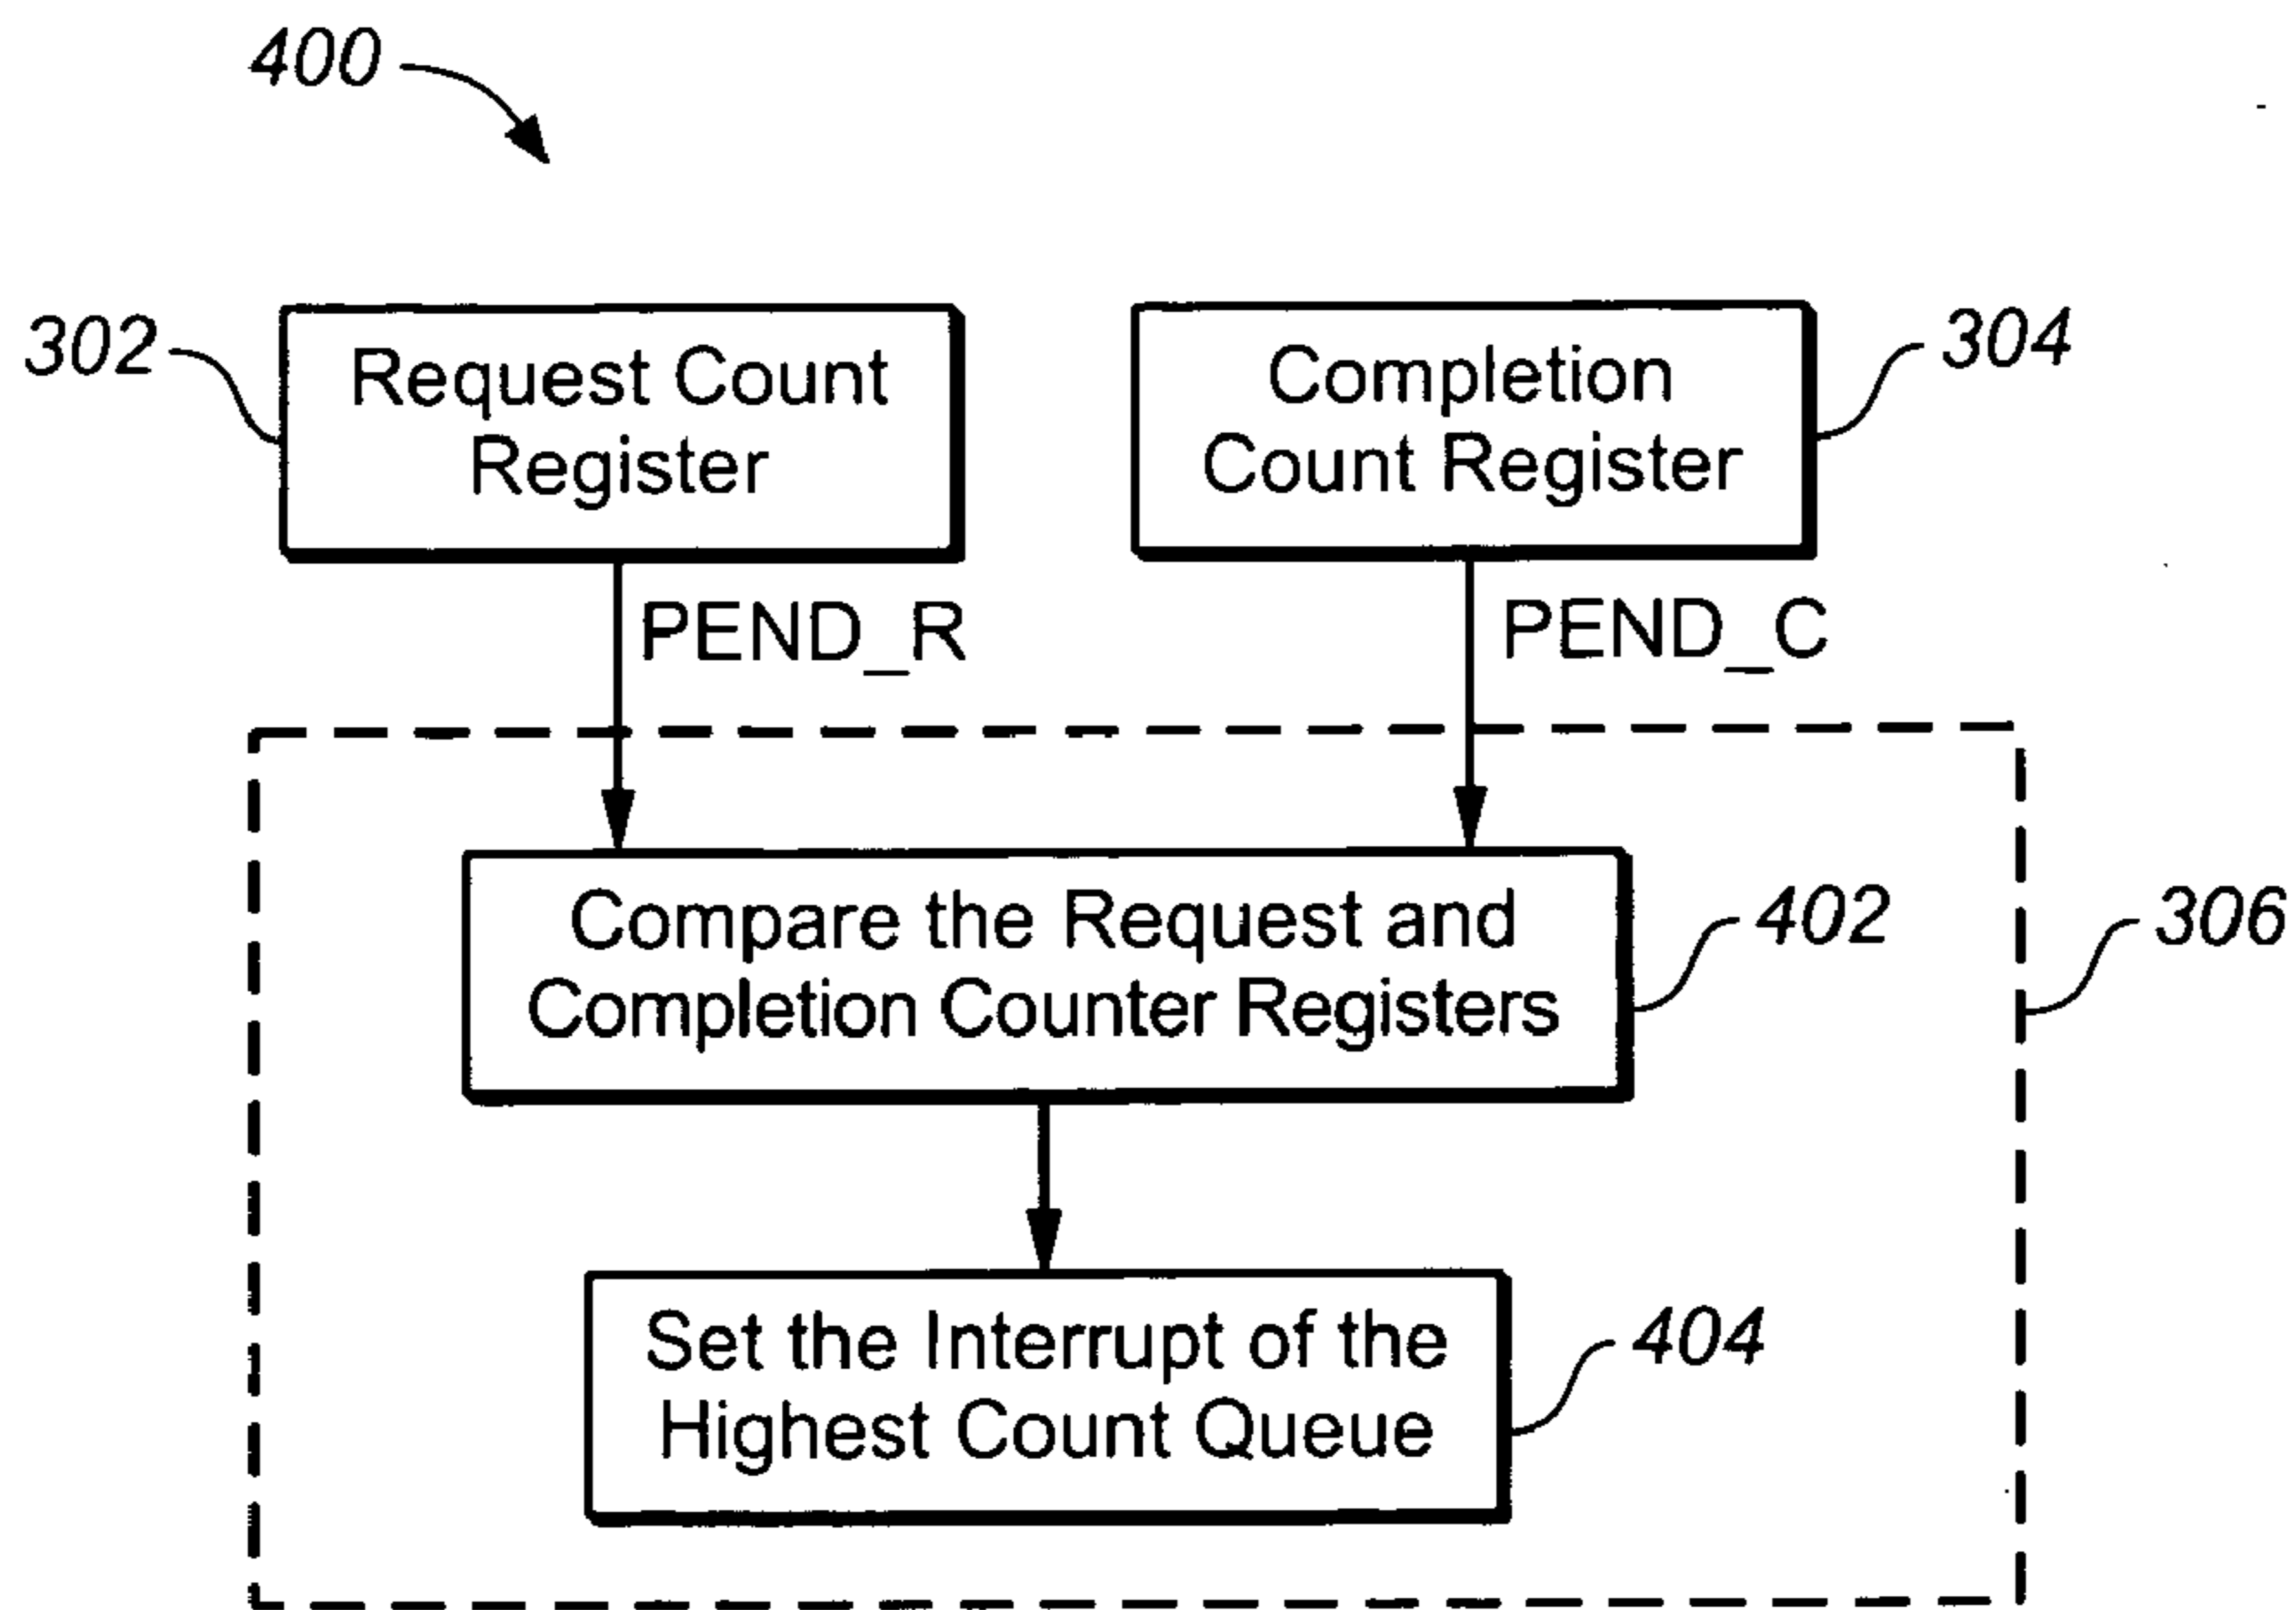 400
302
Request Count
Register
Completion
Count Register
304
PEND_R
PEND_C
Compare the Request and
Completion Counter Registers
402
306
Set the Interrupt of the
Highest Count Queue
404